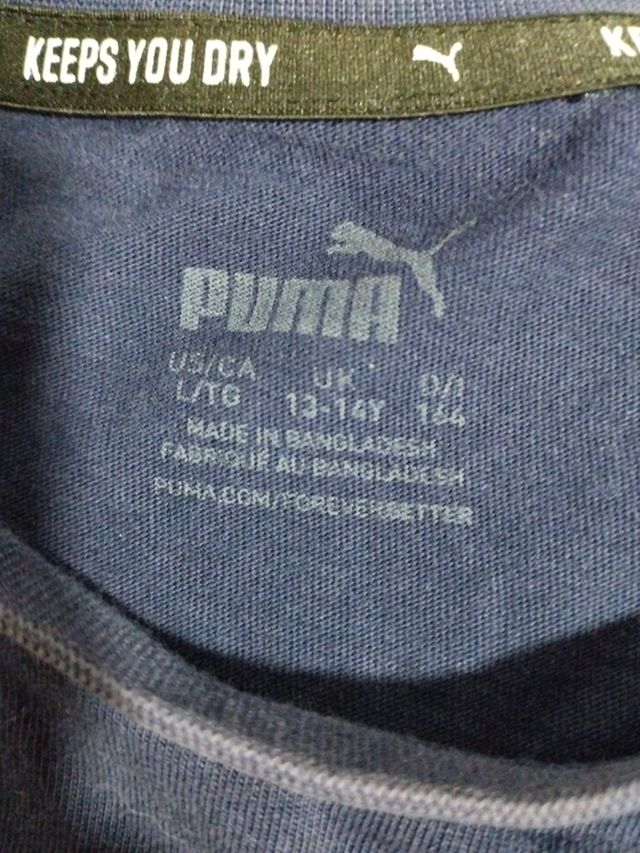 KEEPS YOU DRY
PUMA
US/CA UK D/I
L/TG 13-14Y 164
MADE IN BANGLADESH
FABRIQUE AU BANGLADESH
PUMA.COM/FOREVERBETTER